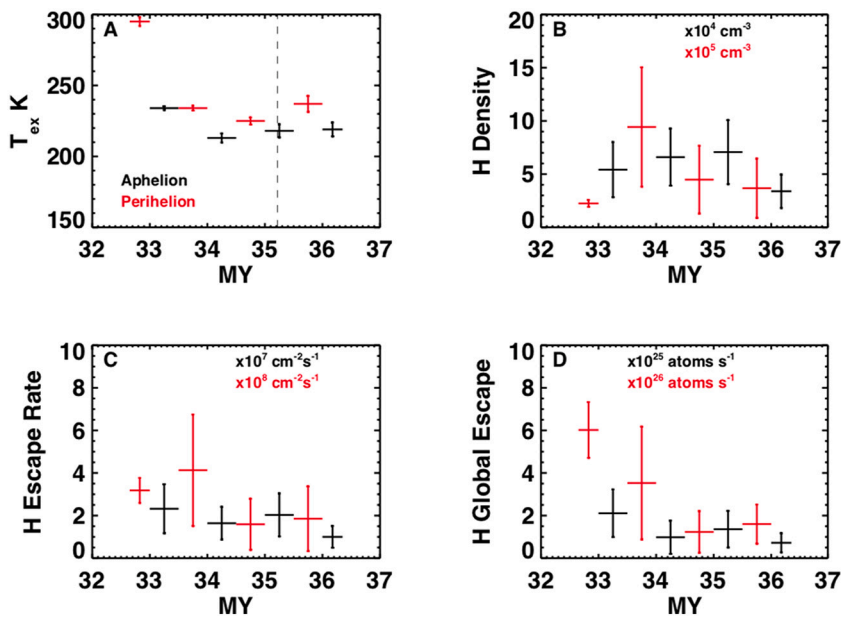 A
300
250
200
150
T_ex K
Aphelion
Perihelion
32 33 34 35 36 37
MY
B
x10⁴ cm⁻³
x10⁵ cm⁻³
20
15
10
5
0
H Density
32 33 34 35 36 37
MY
C
x10⁷ cm⁻²s⁻¹
x10⁸ cm⁻²s⁻¹
10
8
6
4
2
0
H Escape Rate
32 33 34 35 36 37
MY
D
x10²⁵ atoms s⁻¹
x10²⁶ atoms s⁻¹
10
8
6
4
2
0
H Global Escape
32 33 34 35 36 37
MY